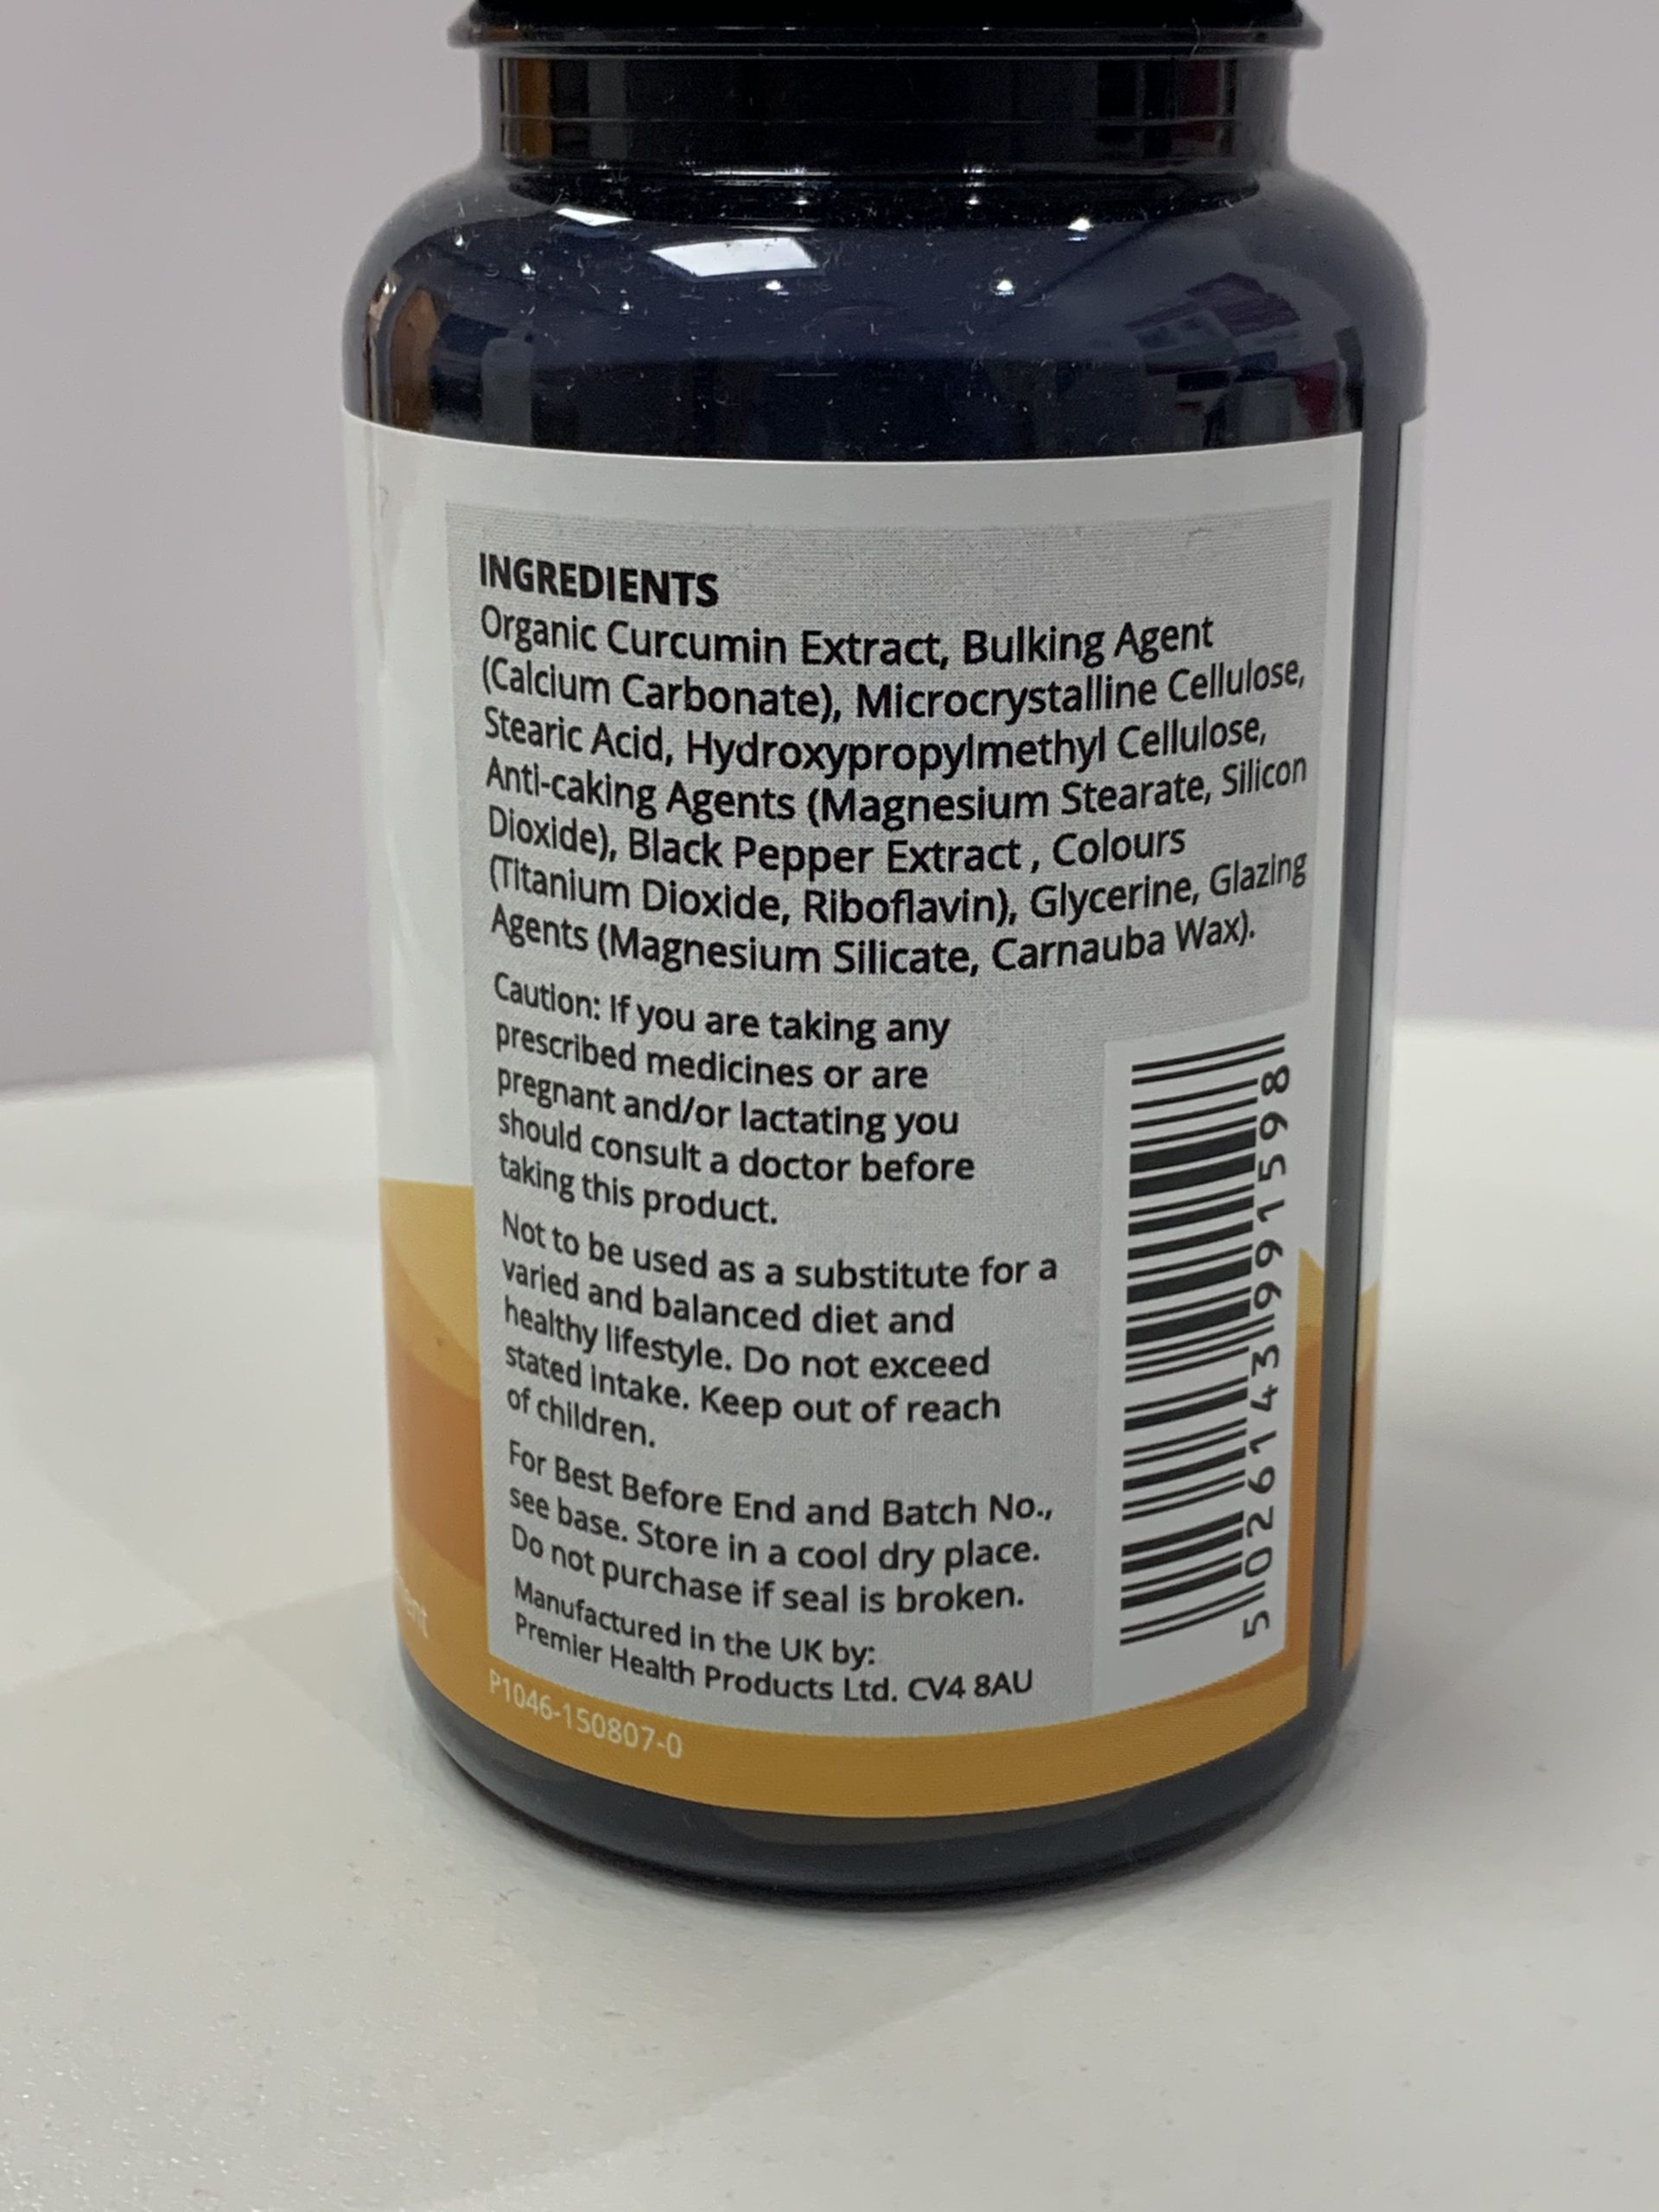 INGREDIENTS
Organic Curcumin Extract, Bulking Agent
(Calcium Carbonate), Microcrystalline Cellulose,
Stearic Acid, Hydroxypropylmethyl Cellulose,
Anti-caking Agents (Magnesium Stearate, Silicon
Dioxide), Black Pepper Extract , Colours
(Titanium Dioxide, Riboflavin), Glycerine, Glazing
Agents (Magnesium Silicate, Carnauba Wax).
Caution: If you are taking any
prescribed medicines or are
pregnant and/or lactating you
should consult a doctor before
taking this product.
Not to be used as a substitute for a
varied and balanced diet and
healthy lifestyle. Do not exceed
stated intake. Keep out of reach
of children.
For Best Before End and Batch No.,
see base. Store in a cool dry place.
Do not purchase if seal is broken.
Manufactured in the UK by:
Premier Health Products Ltd. CV4 8AU
P1046-150807-0
5026143991598